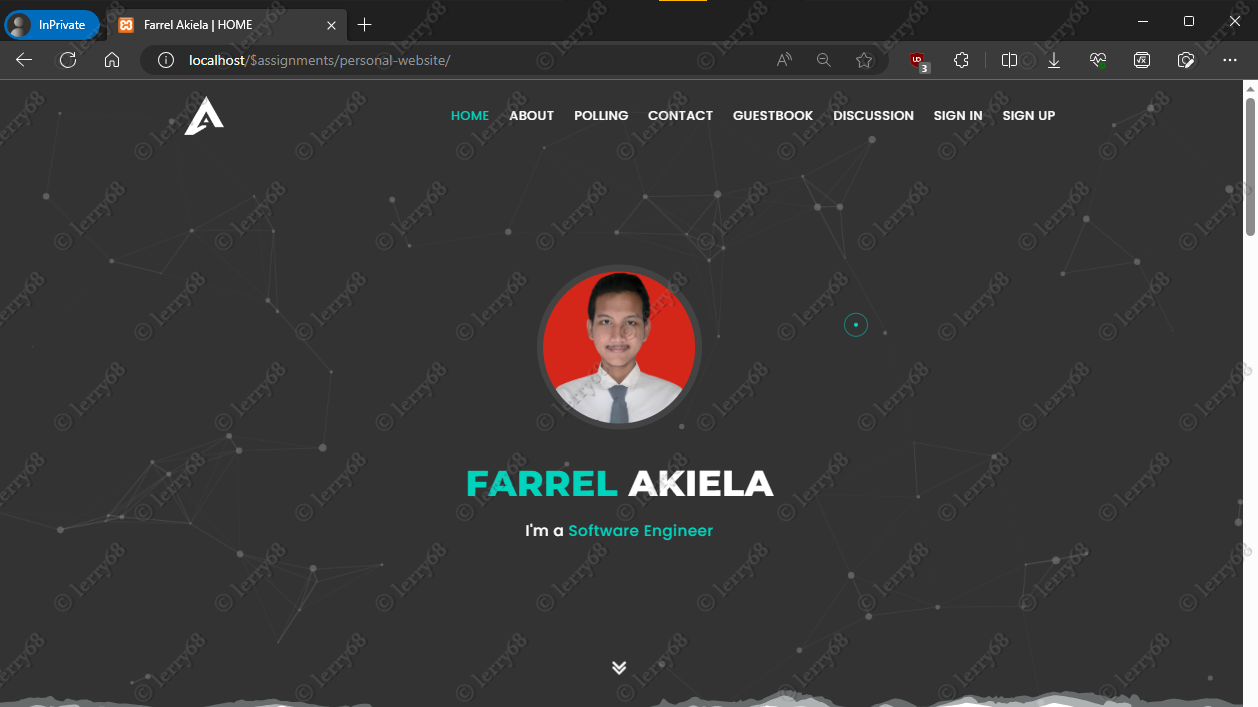 InPrivate
Farrel Akiela | HOME
localhost/$assignments/personal-website/
3
HOME ABOUT POLLING CONTACT GUESTBOOK DISCUSSION SIGN IN SIGN UP
FARREL AKIELA
I'm a Software Engineer
© lerry68